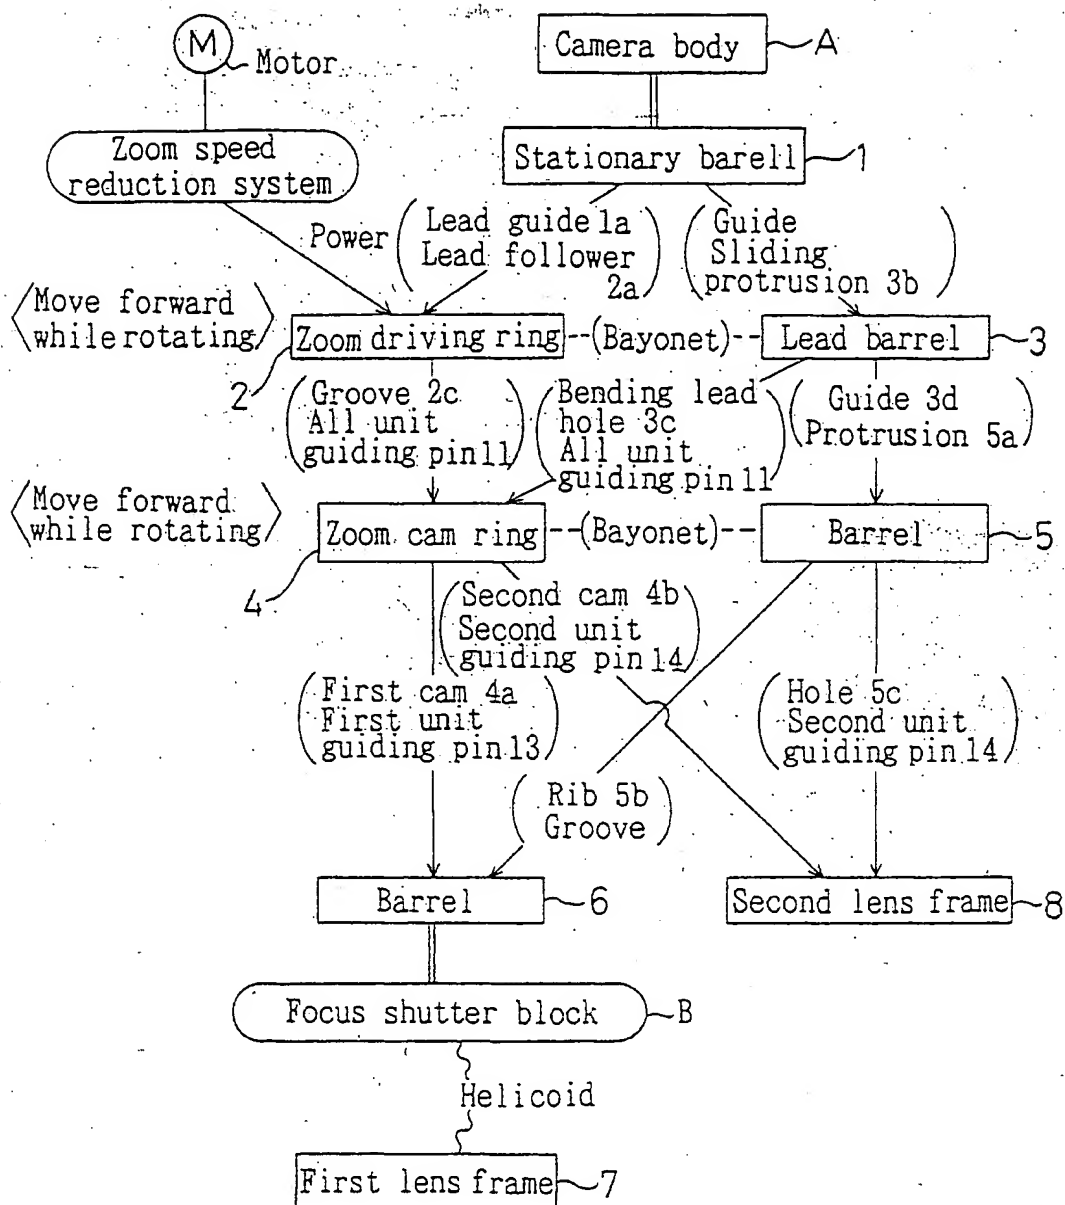 M
Motor
Camera body
A
Zoom speed
reduction system
Stationary barell
1
Power
Lead guide 1a
Lead follower
2a
Guide
Sliding
protrusion 3b
Move forward
while rotating
Zoom driving ring
(Bayonet)
Lead barrel
3
2
Groove 2c
All unit
guiding pin 11
Bending lead
hole 3c
All unit
guiding pin 11
Guide 3d
Protrusion 5a
Move forward
while rotating
Zoom cam ring
(Bayonet)
Barrel
5
4
Second cam 4b
Second unit
guiding pin 14
First cam 4a
First unit
guiding pin 13
Hole 5c
Second unit
guiding pin 14
Rib 5b
Groove
Barrel
6
Second lens frame
8
Focus shutter block
B
Helicoid
First lens frame
7